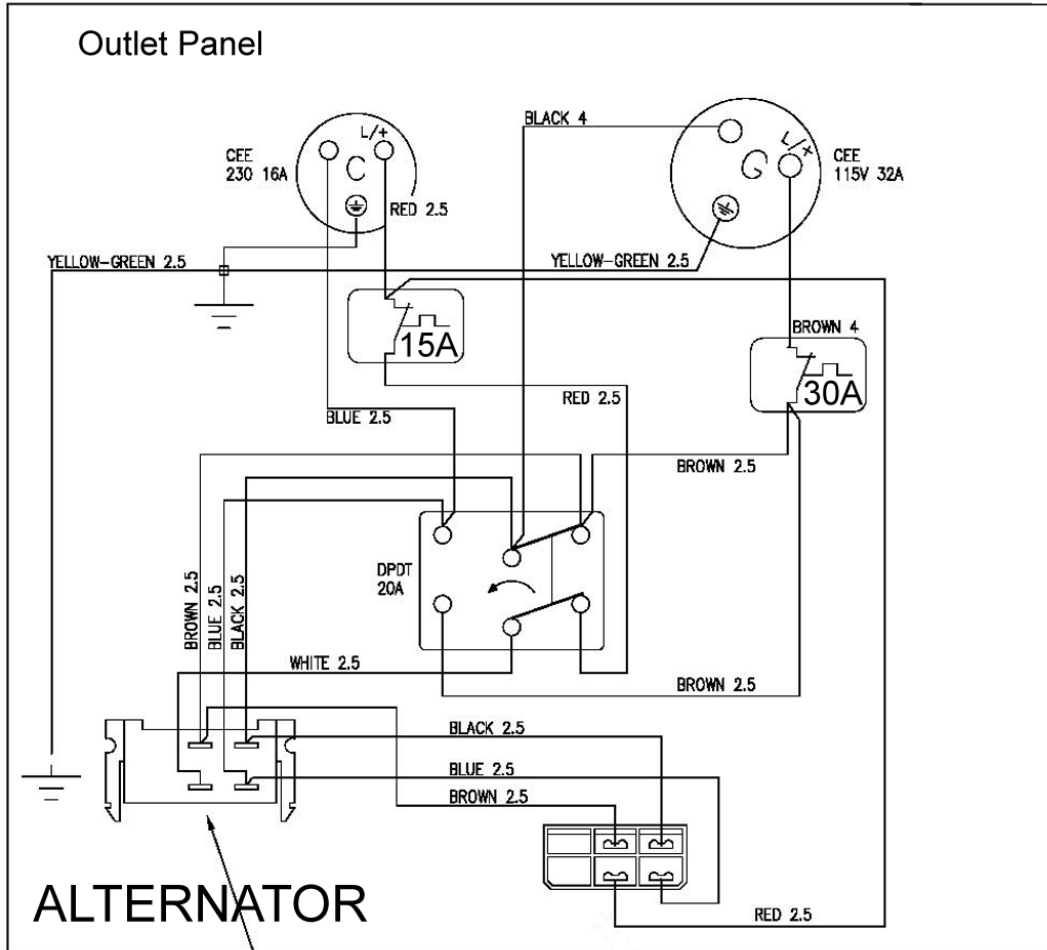 Outlet Panel
BLACK 4
L/+
C
CEE
230 16A
RED 2.5
G
L/+
CEE
115V 32A
YELLOW-GREEN 2.5
YELLOW-GREEN 2.5
15A
BROWN 4
30A
RED 2.5
BLUE 2.5
BROWN 2.5
DPDT
20A
BROWN 2.5
BLUE 2.5
BLACK 2.5
WHITE 2.5
BROWN 2.5
BLACK 2.5
BLUE 2.5
BROWN 2.5
ALTERNATOR
RED 2.5